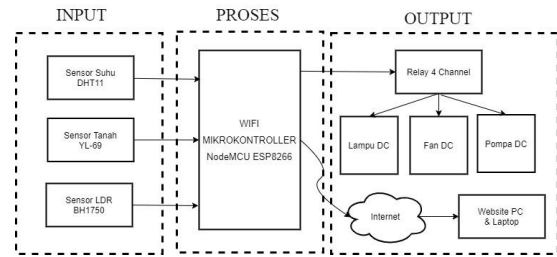 INPUT
PROSES
OUTPUT
Sensor Suhu
DHT11
Sensor Tanah
YL-69
Sensor LDR
BH1750
WIFI
MIKROKONTROLLER
NodeMCU ESP8266
Relay 4 Channel
Lampu DC
Fan DC
Pompa DC
Internet
Website PC
& Laptop